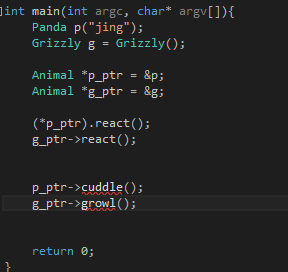 int main(int argc, char* argv[]){
Panda p("jing");
Grizzly g = Grizzly();
Animal *p_ptr = &p;
Animal *g_ptr = &g;
(*p_ptr).react();
g_ptr->react();
p_ptr->cuddle();
g_ptr->growl();
return 0;
}